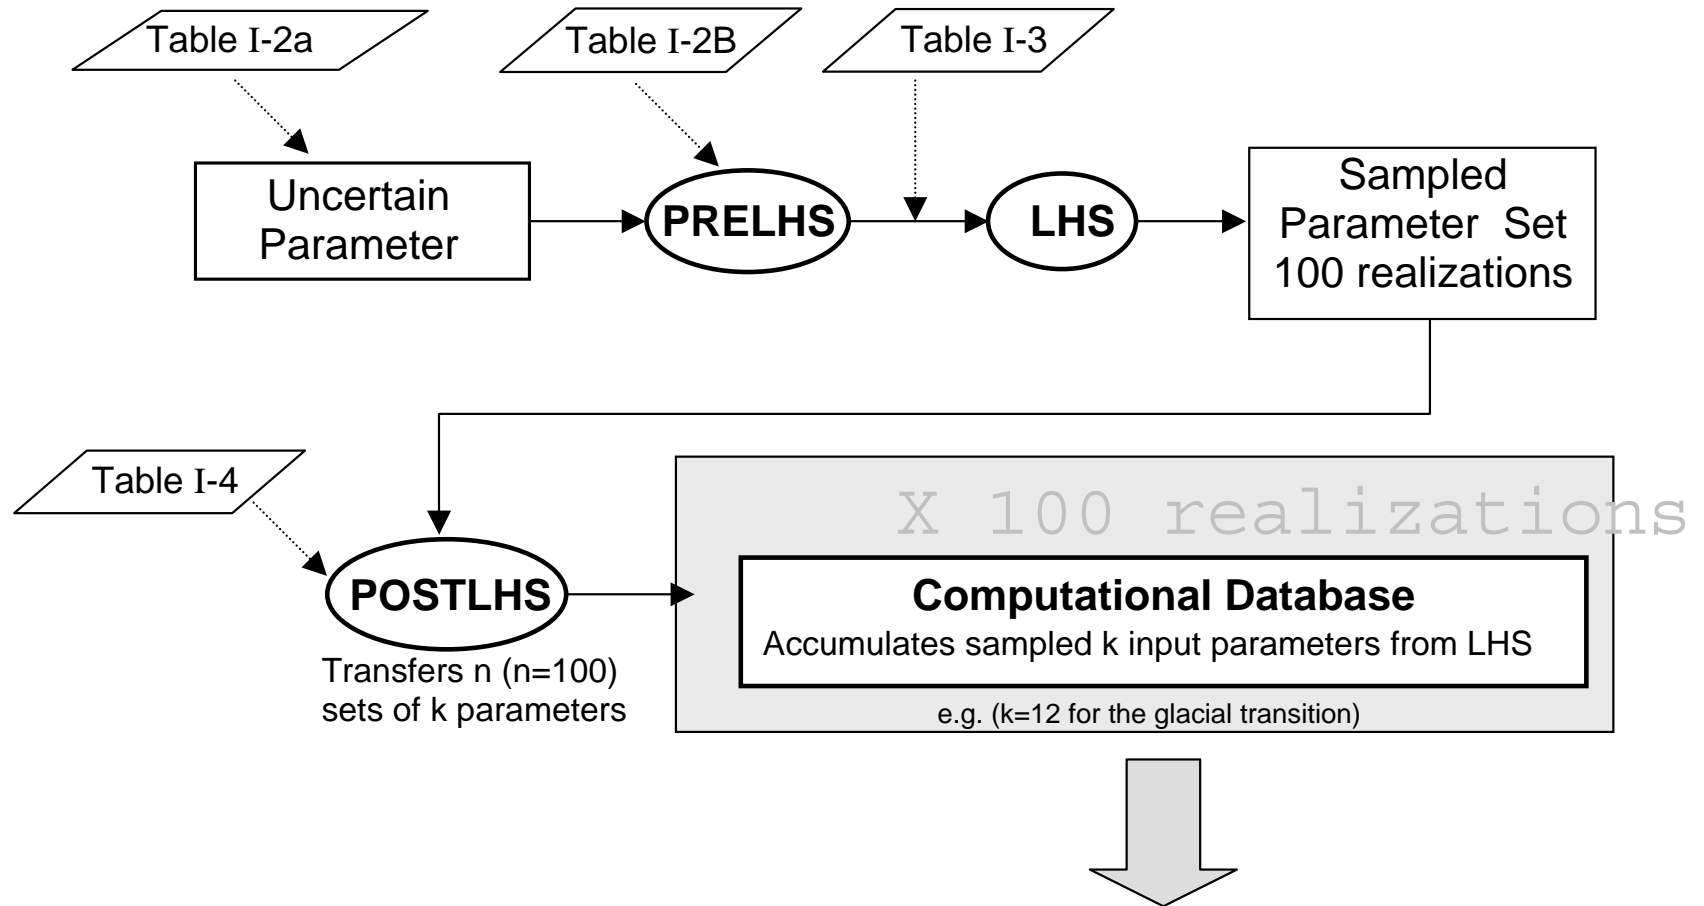 Table I-2a
Table I-2B
Table I-3
Uncertain
Parameter
PRELHS
LHS
Sampled
Parameter Set
100 realizations
Table I-4
X 100 realizations
POSTLHS
Transfers n (n=100)
sets of k parameters
Computational Database
Accumulates sampled k input parameters from LHS
e.g. (k=12 for the glacial transition)